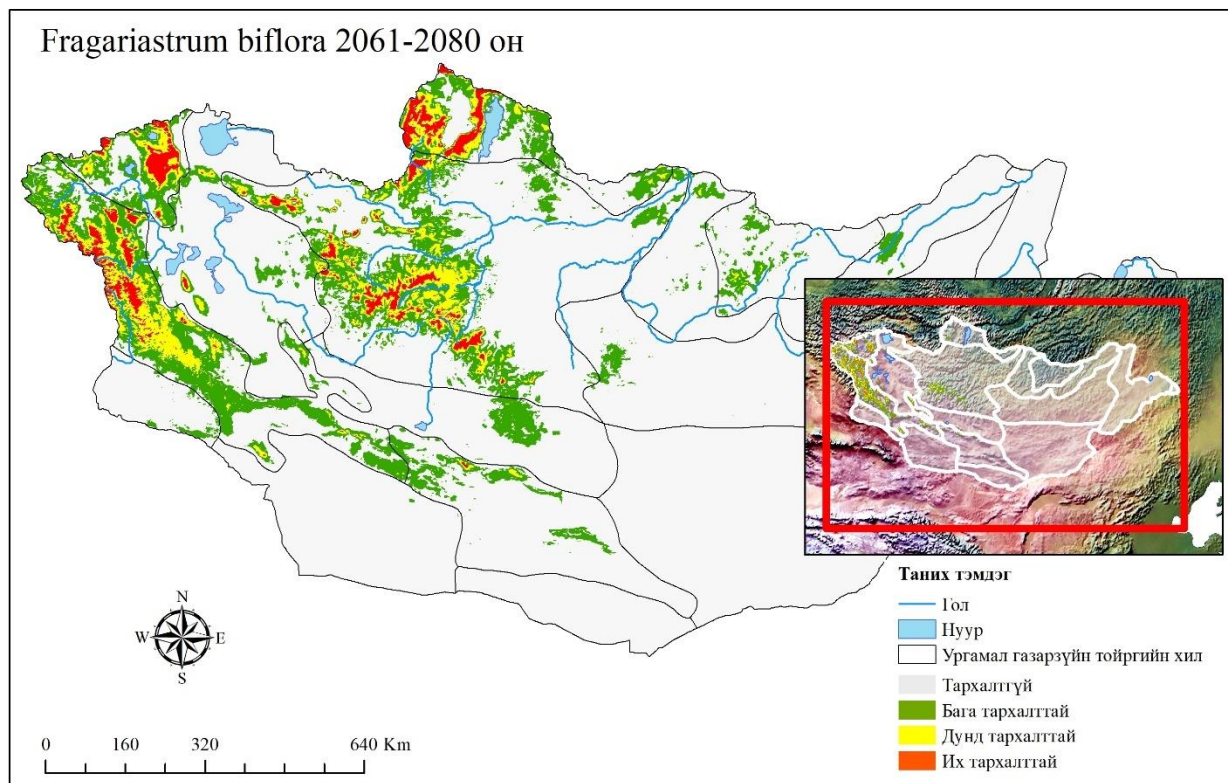 Fragariastrum biflora 2061-2080 он
N
W E
S
0 160 320 640 Km
Таних тэмдэг
Гол
Нуур
Ургамал газарзүйн тойргийн хил
Тархалтгүй
Бага тархалттай
Дунд тархалттай
Их тархалттай